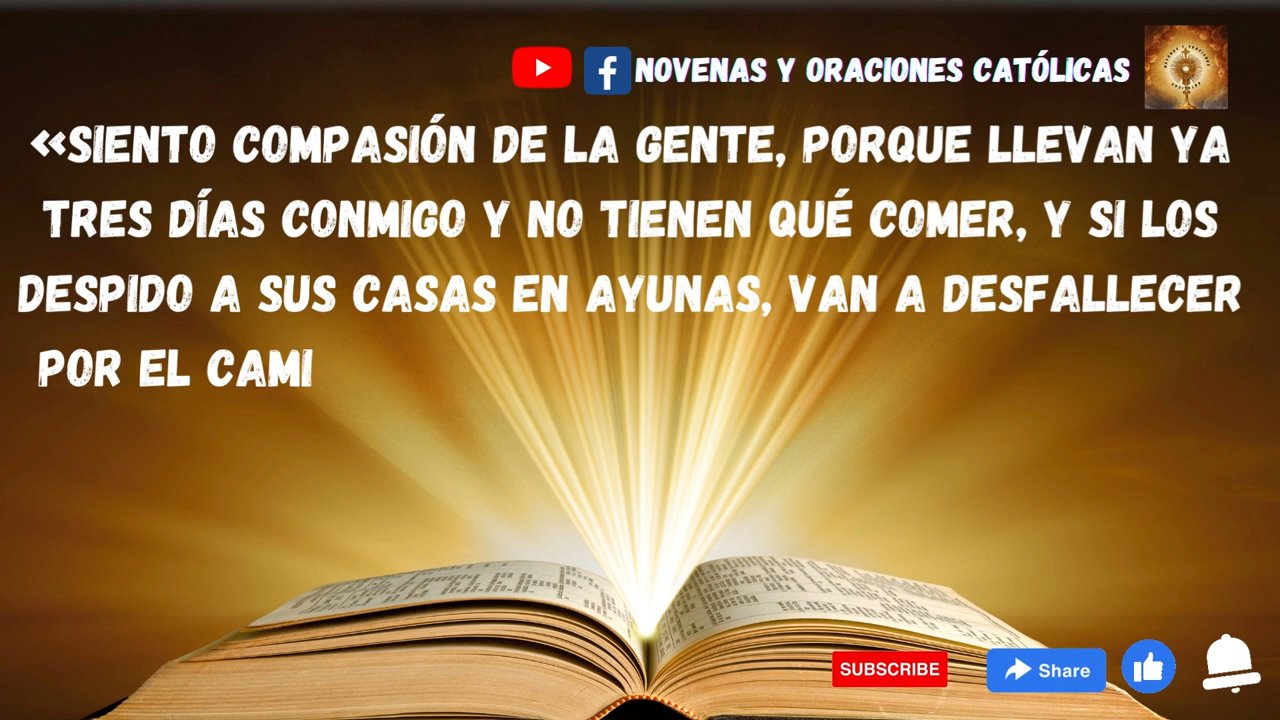 NOVENAS Y ORACIONES CATÓLICAS
«SIENTO COMPASIÓN DE LA GENTE, PORQUE LLEVAN YA
TRES DÍAS CONMIGO Y NO TIENEN QUÉ COMER, Y SI LOS
DESPIDO A SUS CASAS EN AYUNAS, VAN A DESFALLECER
POR EL CAMI
SUBSCRIBE
Share